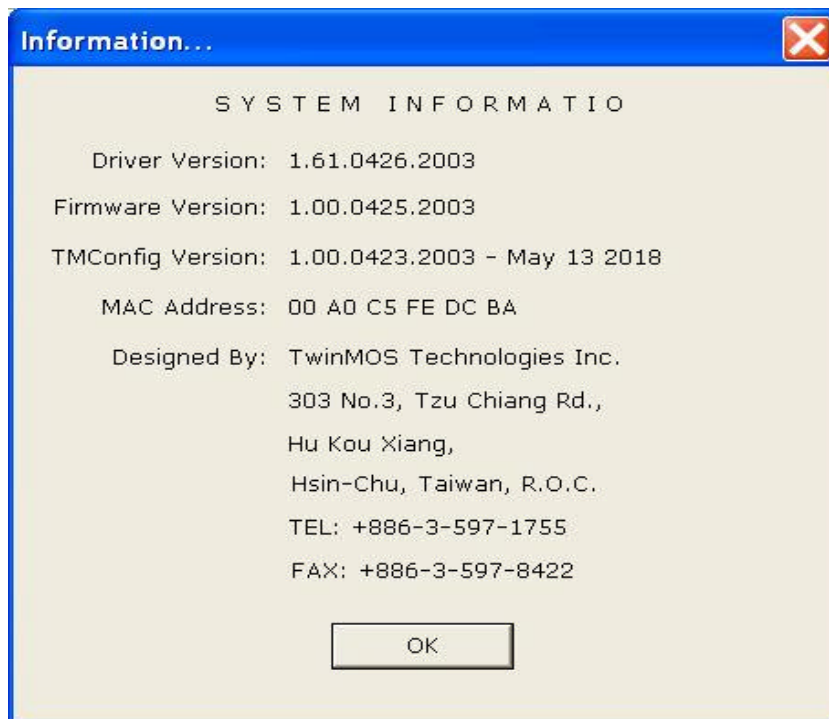 Information...
S Y S T E M   I N F O R M A T I O
Driver Version: 1.61.0426.2003
Firmware Version: 1.00.0425.2003
TMConfig Version: 1.00.0423.2003 - May 13 2018
MAC Address: 00 A0 C5 FE DC BA
Designed By: TwinMOS Technologies Inc.
303 No.3, Tzu Chiang Rd.,
Hu Kou Xiang,
Hsin-Chu, Taiwan, R.O.C.
TEL: +886-3-597-1755
FAX: +886-3-597-8422
OK